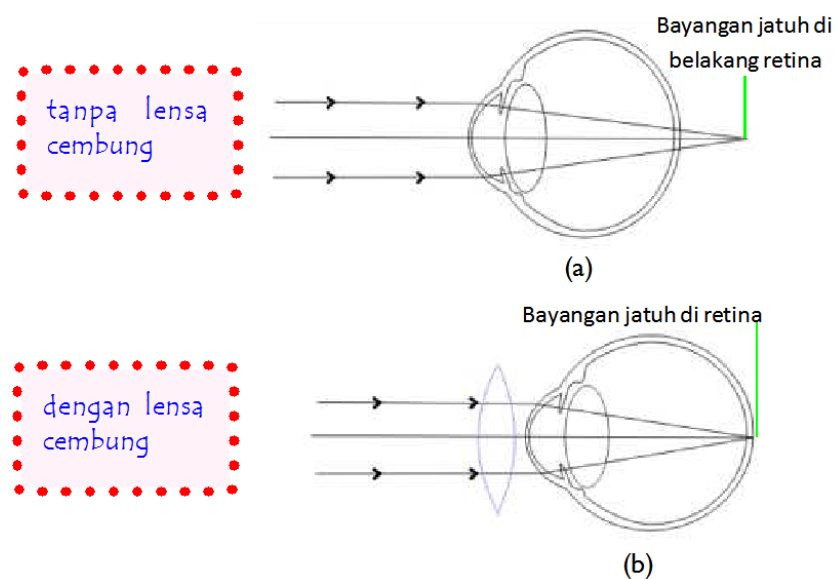 Bayangan jatuh di
belakang retina
tanpa lensa
cembung
(a)
Bayangan jatuh di retina
dengan lensa
cembung
(b)